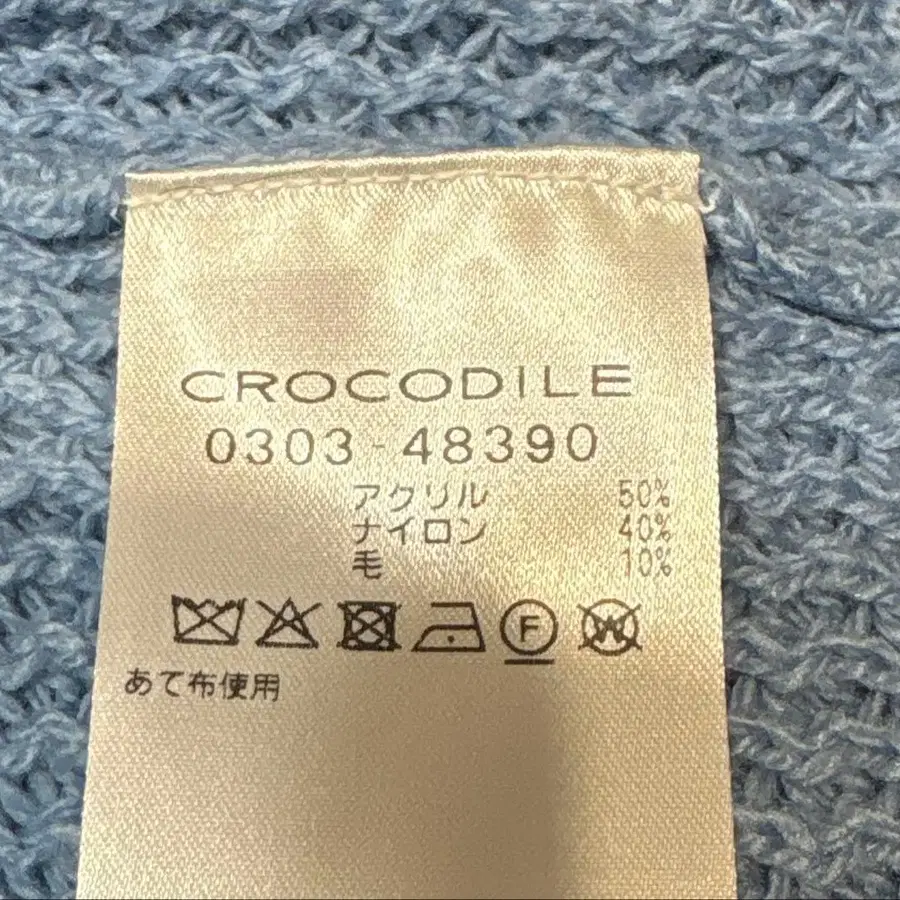 CROCODILE
0303-48390
アクリル 50%
ナイロン 40%
毛 10%
F W
あて布使用